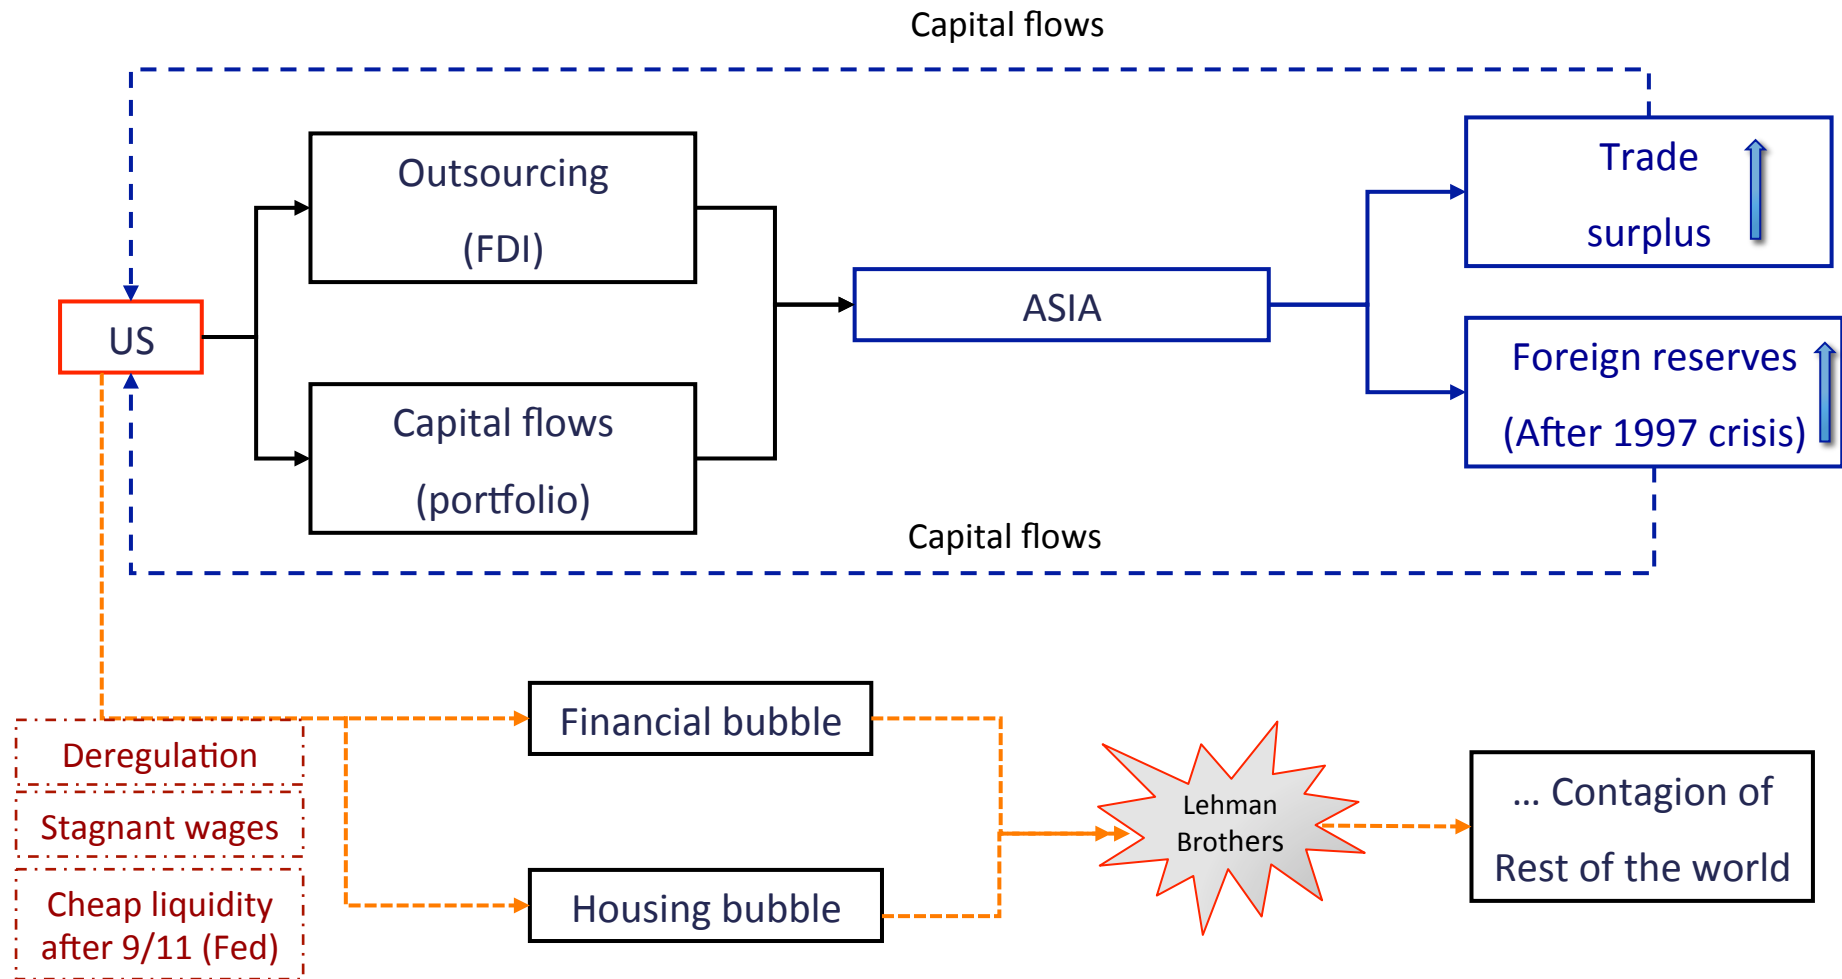 Capital flows
Outsourcing
(FDI)
Trade
surplus
US
ASIA
Capital flows
(portfolio)
Foreign reserves
(After 1997 crisis)
Capital flows
Deregulation
Stagnant wages
Cheap liquidity
after 9/11 (Fed)
Financial bubble
Housing bubble
Lehman
Brothers
... Contagion of
Rest of the world